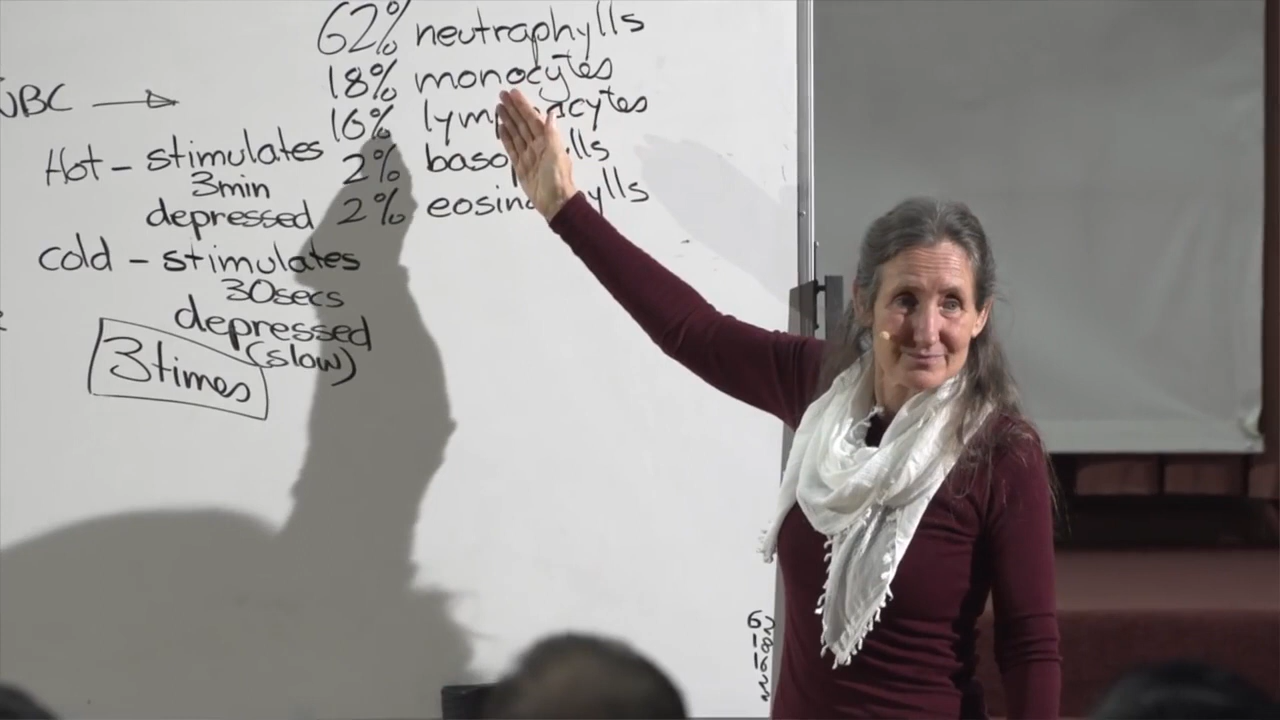 62% neutraphylls
18% monocytes
BC →
16%
Hot - stimulates
2%
3min
depressed
2%
cold - stimulates
30secs
depressed
(slow)
3times